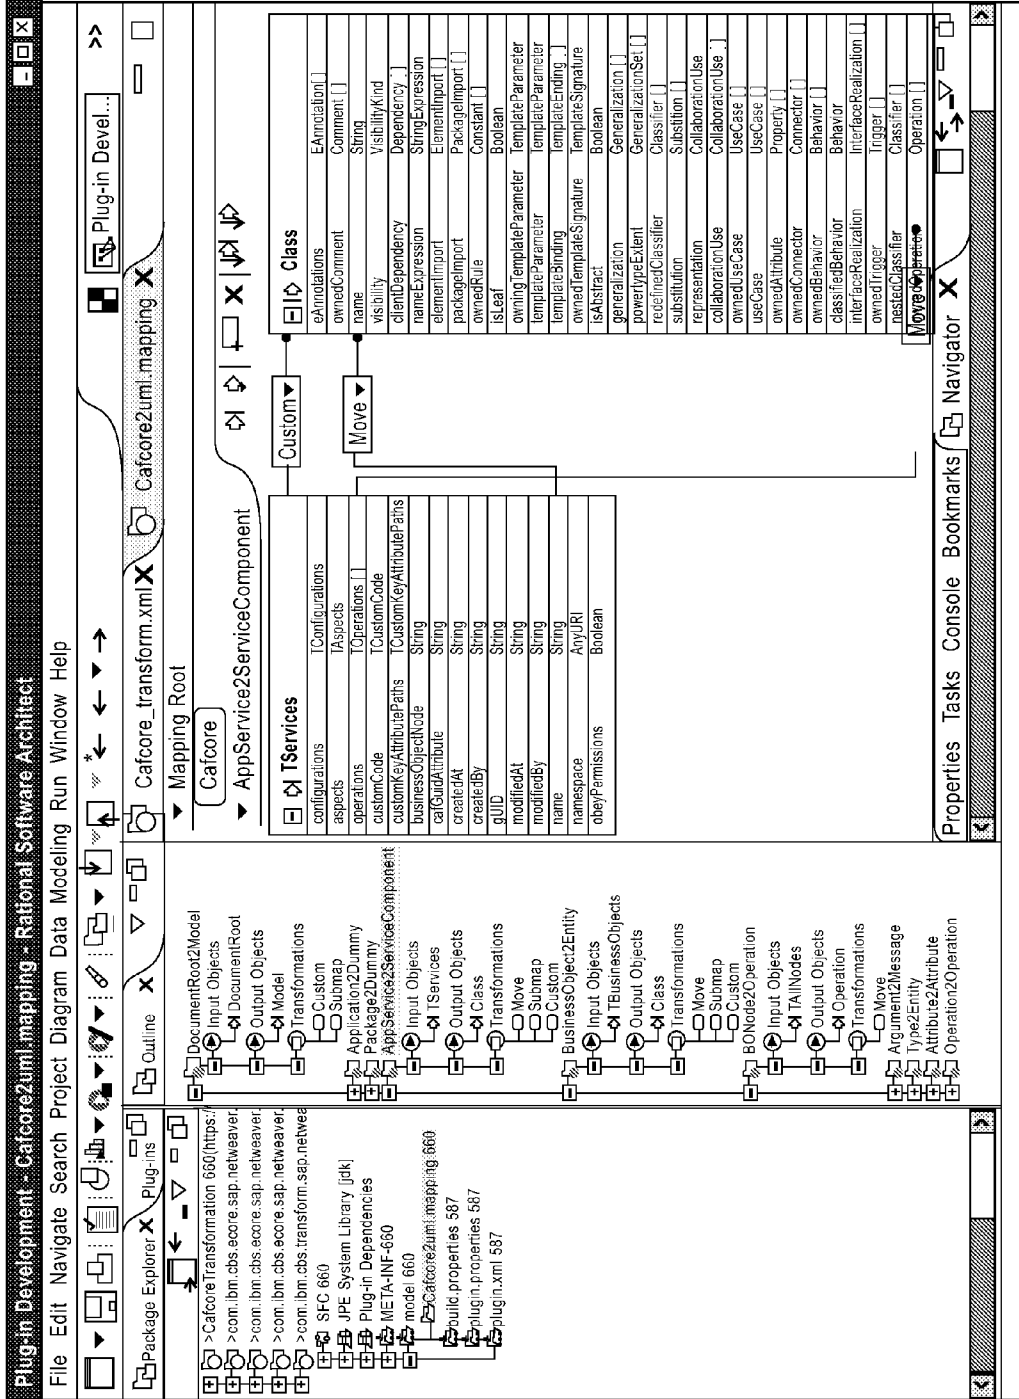 Plug-in Development - Cafcore2uml.mapping - Rational Software Architect
File Edit Navigate Search Project Diagram Data Modeling Run Window Help
Plug-in Devel...
>>
Package Explorer X Plug-ins
>CafcoreTransformation 660(https:/
>com.ibm.cbs.ecore.sap.netweaver.
>com.ibm.cbs.ecore.sap.netweaver.
>com.ibm.cbs.ecore.sap.netweaver.
>com.ibm.cbs.transform.sap.netwea
SFC 660
JPE System Library [jdk]
Plug-in Dependencies
META-INF-660
model 660
Cafcore2uml.mapping 660
build.properties 587
plugin.properties 587
plugin.xml 587
Outline X
DocumentRoot2Model
Input Objects
DocumentRoot
Output Objects
Model
Transformations
Custom
Submap
Application2Dummy
Package2Dummy
AppService2ServiceComponent
Input Objects
TServices
Output Objects
Class
Transformations
Move
Submap
Custom
BusinessObject2Entity
Input Objects
TBusinessObjects
Output Objects
Class
Transformations
Move
Submap
Custom
BONode2Operation
Input Objects
TAllNodes
Output Objects
Operation
Transformations
Move
Argument2Message
Type2Entity
Attribute2Attribute
Operation2Operation
Cafcore_transform.xml X
Cafcore2uml.mapping X
Mapping Root
Cafcore
AppService2ServiceComponent
TServices
configurations TConfigurations
aspects TAspects
operations TOperations [ ]
customCode TCustomCode
customKeyAttributePaths TCustomKeyAttributePaths
businessObjectNode String
cafGuidAttribute String
createdAt String
createdBy String
gUID String
modifiedAt String
modifiedBy String
name String
namespace AnyURI
obeyPermissions Boolean
Custom
Move
Move
Class
eAnnotations EAnnotation[ ]
ownedComment Comment [ ]
name String
visibility VisibilityKind
clientDependency Dependency [ ]
nameExpression StringExpression
elementImport ElementImport [ ]
packageImport PackageImport [ ]
ownedRule Constant [ ]
isLeaf Boolean
owningTemplateParameter TemplateParameter
templateParameter TemplateParameter
templateBinding TemplateEnding [ ]
ownedTemplateSignature TemplateSignature
isAbstract Boolean
generalization Generalization [ ]
powertypeExtent GeneralizationSet [ ]
redefinedClassifier Classifier [ ]
substitution Substition [ ]
representation CollaborationUse
collaborationUse CollaborationUse [ ]
ownedUseCase UseCase [ ]
useCase UseCase [ ]
ownedAttribute Property [ ]
ownedConnector Connector [ ]
ownedBehavior Behavior [ ]
classifiedBehavior Behavior
interfaceRealization InterfaceRealization [ ]
ownedTrigger Trigger [ ]
nestedClassifier Classifier [ ]
Operation [ ]
Properties Tasks Console Bookmarks Navigator X